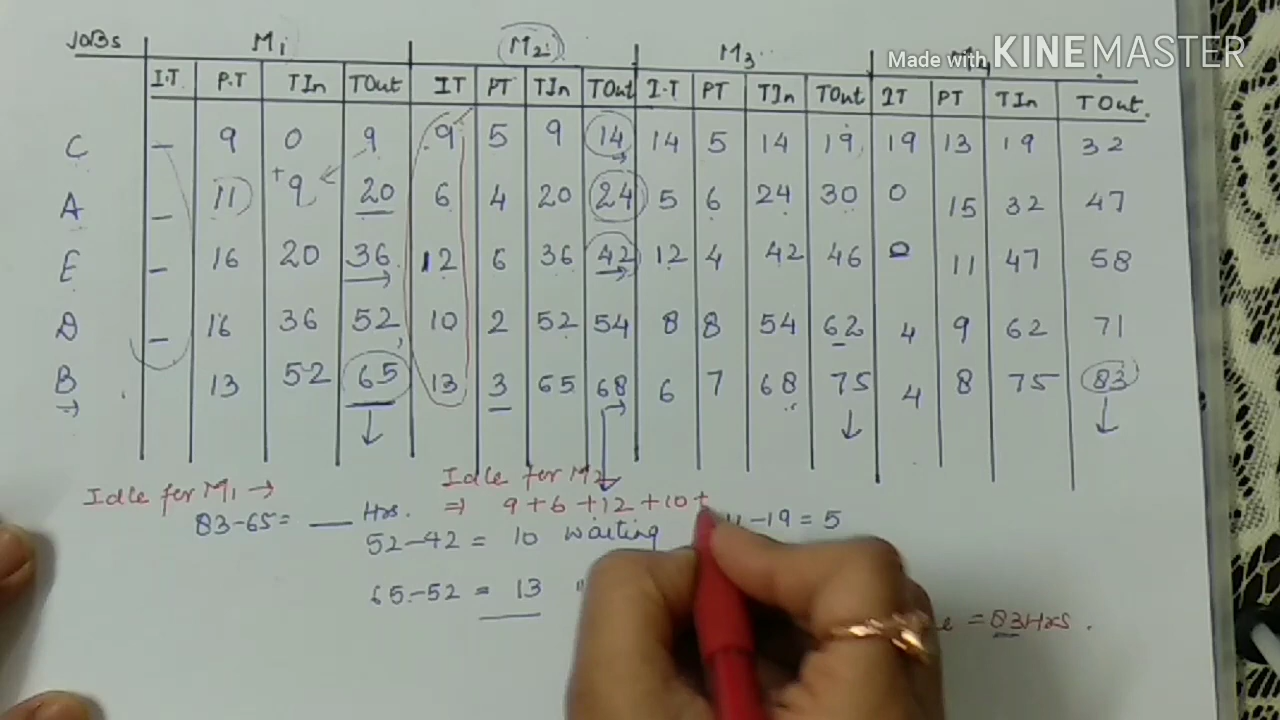 Made with KINEMASTER
JOBs M1 M2 M3
I.T P.T TIn TOut IT PT TIn TOut I.T PT TIn TOut IT PT TIn TOut.
C – 9 0 9 9 5 9 14 14 5 14 19 19 13 19 32
A – 11 +9 20 6 4 20 24 5 6 24 30 0 15 32 47
E – 16 20 36 12 6 36 42 12 4 42 46 0 11 47 58
D – 16 36 52 10 2 52 54 8 8 54 62 4 9 62 71
B 13 52 65 13 3 65 68 6 7 68 75 4 8 75 83
Idle for M1 →
83-65= __ Hrs.
Idle for M2
⇒ 9+6+12+10+
-19=5
52-42 = 10 waiting
65-52 = 13 "
= 83Hrs.